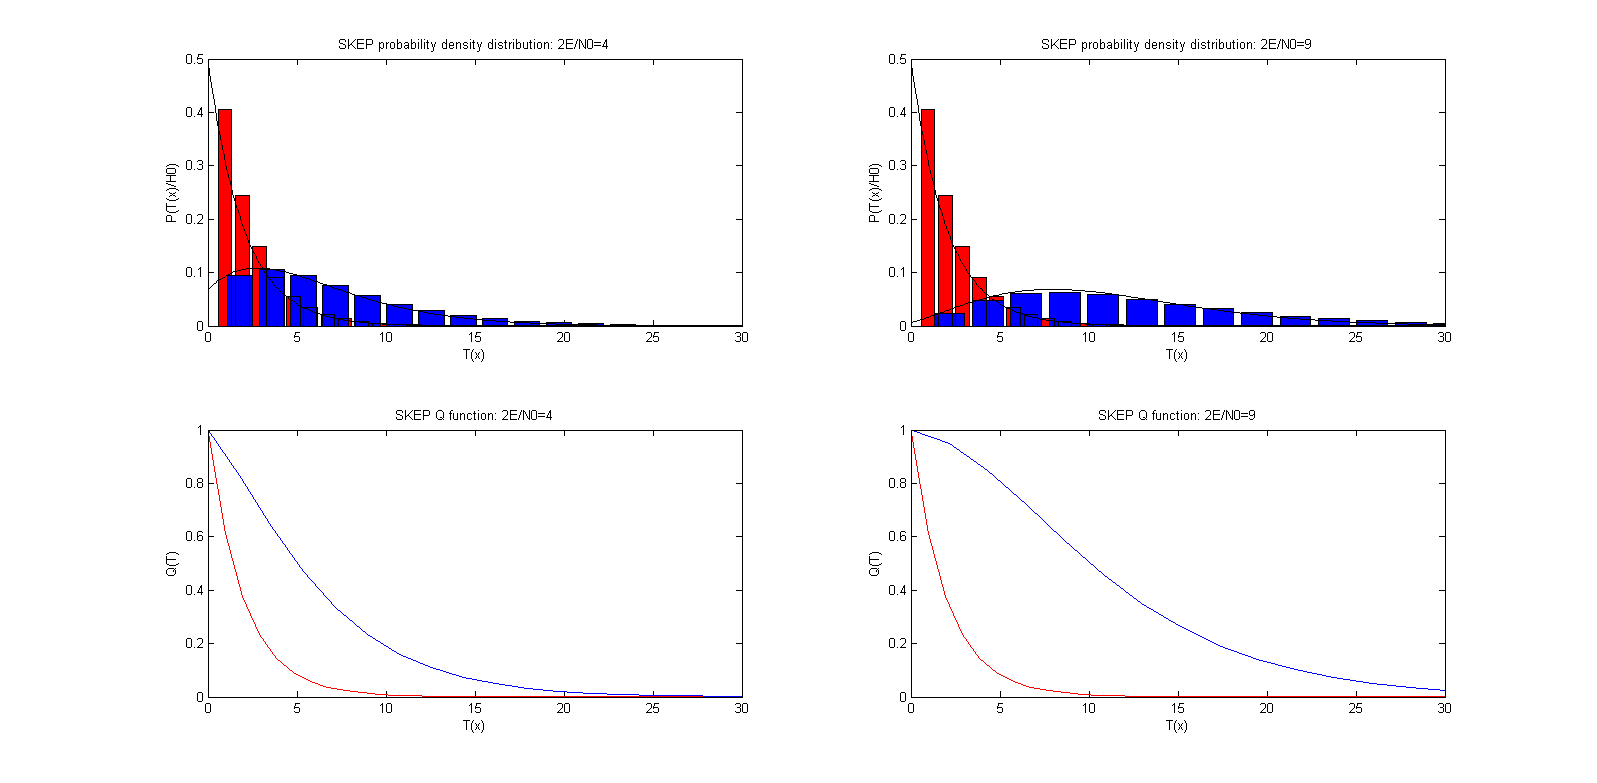 SKEP probability density distribution: 2E/N0=4
0.5
0.4
0.3
0.2
0.1
0
P(T(x)/H0)
0 5 10 15 20 25 30
T(x)
SKEP probability density distribution: 2E/N0=9
0.5
0.4
0.3
0.2
0.1
0
P(T(x)/H0)
0 5 10 15 20 25 30
T(x)
SKEP Q function: 2E/N0=4
1
0.8
0.6
0.4
0.2
0
Q(T)
0 5 10 15 20 25 30
T(x)
SKEP Q function: 2E/N0=9
1
0.8
0.6
0.4
0.2
0
Q(T)
0 5 10 15 20 25 30
T(x)